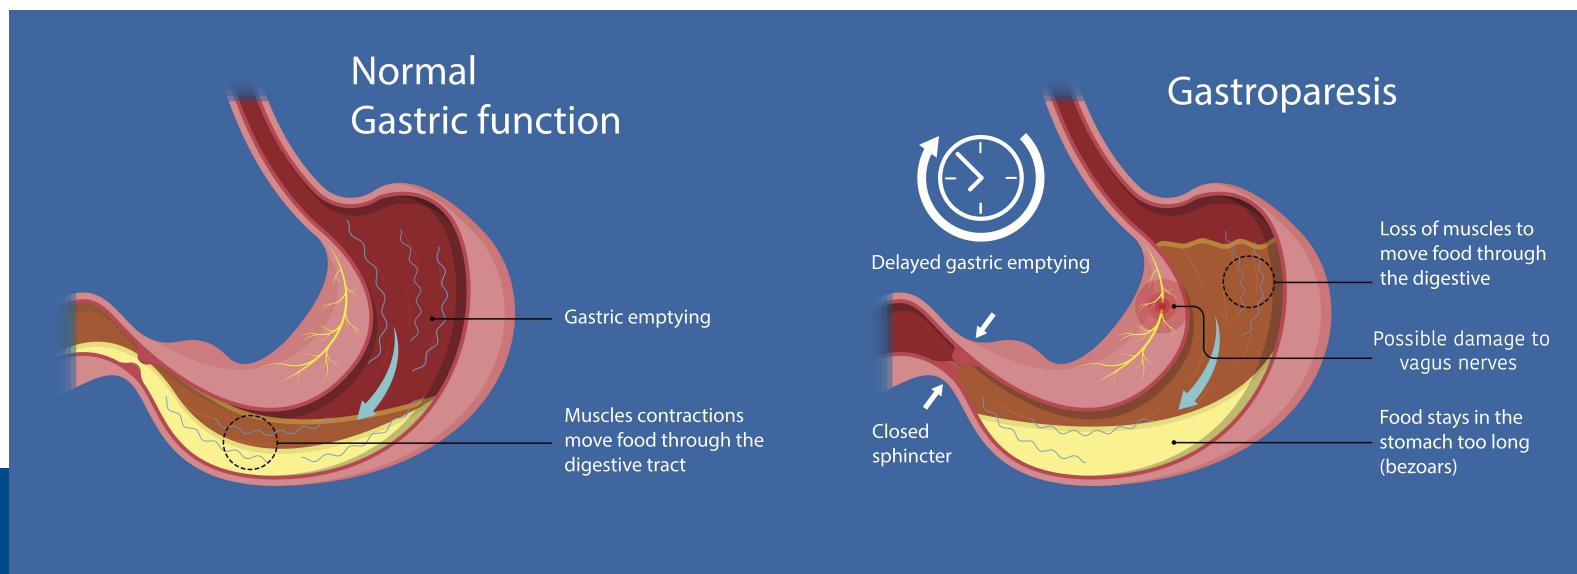 Normal
Gastric function
Gastric emptying
Muscles contractions
move food through the
digestive tract
Gastroparesis
Delayed gastric emptying
Closed
sphincter
Loss of muscles to
move food through
the digestive
Possible damage to
vagus nerves
Food stays in the
stomach too long
(bezoars)